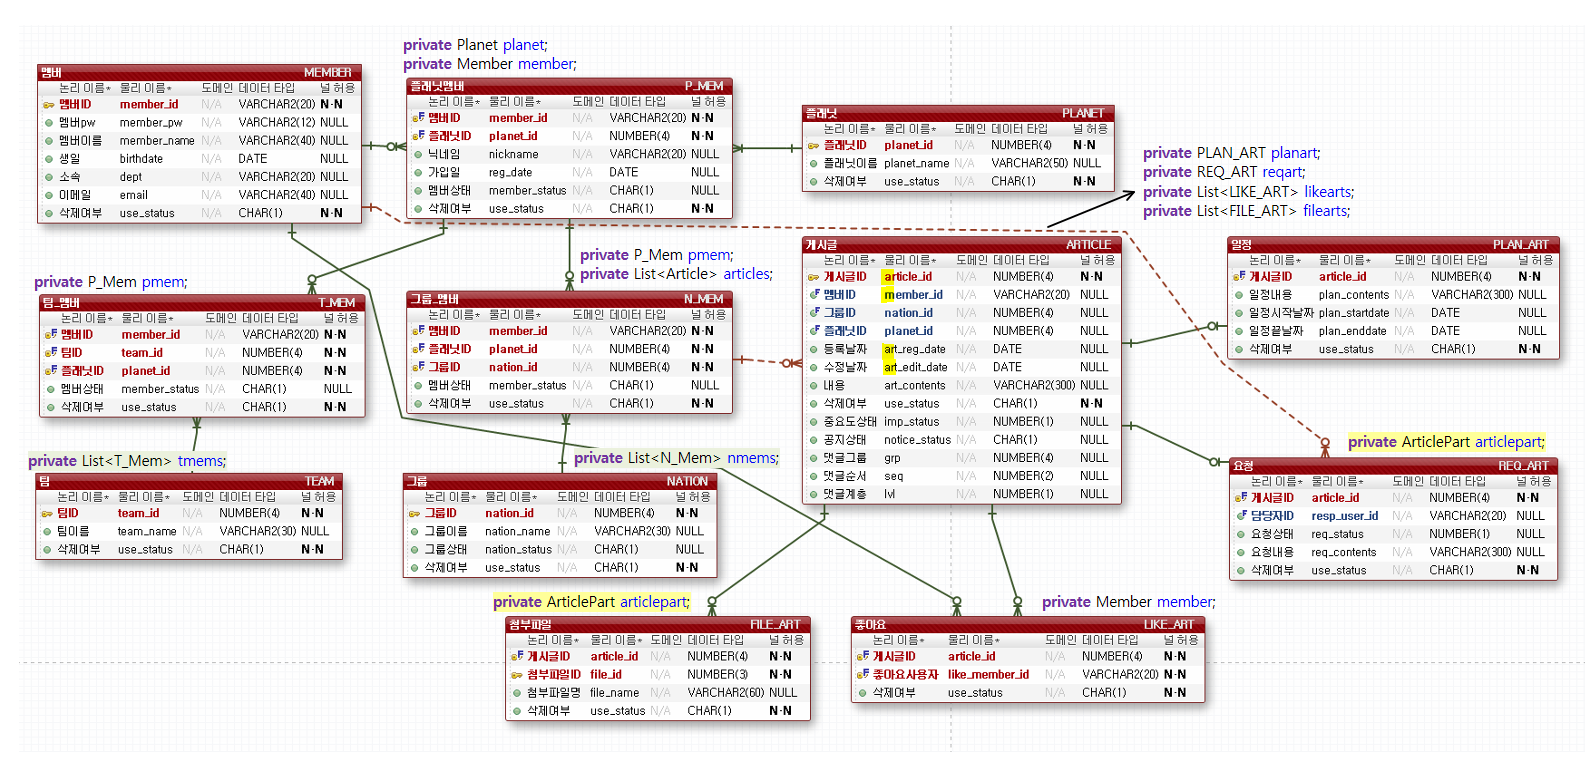 private Planet planet;
private Member member;
멤버 MEMBER
논리 이름* 물리 이름* 도메인 데이터 타입 널 허용
멤버ID member_id N/A VARCHAR2(20) N·N
멤버pw member_pw N/A VARCHAR2(12) NULL
멤버이름 member_name N/A VARCHAR2(40) NULL
생일 birthdate N/A DATE NULL
소속 dept N/A VARCHAR2(20) NULL
이메일 email N/A VARCHAR2(40) NULL
삭제여부 use_status N/A CHAR(1) N·N
플래닛멤버 P_MEM
논리 이름* 물리 이름* 도메인 데이터 타입 널 허용
멤버ID member_id N/A VARCHAR2(20) N·N
플래닛ID planet_id N/A NUMBER(4) N·N
닉네임 nickname N/A VARCHAR2(20) NULL
가입일 reg_date N/A DATE NULL
멤버상태 member_status N/A CHAR(1) NULL
삭제여부 use_status N/A CHAR(1) N·N
플래닛 PLANET
논리 이름* 물리 이름* 도메인 데이터 타입 널 허용
플래닛ID planet_id N/A NUMBER(4) N·N
플래닛이름 planet_name N/A VARCHAR2(50) NULL
삭제여부 use_status N/A CHAR(1) N·N
private PLAN_ART planart;
private REQ_ART reqart;
private List<LIKE_ART> likearts;
private List<FILE_ART> filearts;
private P_Mem pmem;
팀_멤버 T_MEM
논리 이름* 물리 이름* 도메인 데이터 타입 널 허용
멤버ID member_id N/A VARCHAR2(20) N·N
팀ID team_id N/A NUMBER(4) N·N
플래닛ID planet_id N/A NUMBER(4) N·N
멤버상태 member_status N/A CHAR(1) NULL
삭제여부 use_status N/A CHAR(1) N·N
private P_Mem pmem;
private List<Article> articles;
그룹_멤버 N_MEM
논리 이름* 물리 이름* 도메인 데이터 타입 널 허용
멤버ID member_id N/A VARCHAR2(20) N·N
플래닛ID planet_id N/A NUMBER(4) N·N
그룹ID nation_id N/A NUMBER(4) N·N
멤버상태 member_status N/A CHAR(1) NULL
삭제여부 use_status N/A CHAR(1) N·N
게시글 ARTICLE
논리 이름* 물리 이름* 도메인 데이터 타입 널 허용
게시글ID article_id N/A NUMBER(4) N·N
멤버ID member_id N/A VARCHAR2(20) NULL
그룹ID nation_id N/A NUMBER(4) NULL
플래닛ID planet_id N/A NUMBER(4) NULL
등록날짜 art_reg_date N/A DATE NULL
수정날짜 art_edit_date N/A DATE NULL
내용 art_contents N/A VARCHAR2(300) NULL
삭제여부 use_status N/A CHAR(1) N·N
중요도상태 imp_status N/A NUMBER(1) NULL
공지상태 notice_status N/A CHAR(1) NULL
댓글그룹 grp N/A NUMBER(4) NULL
댓글순서 seq N/A NUMBER(2) NULL
댓글계층 lvl N/A NUMBER(1) NULL
일정 PLAN_ART
논리 이름* 물리 이름* 도메인 데이터 타입 널 허용
게시글ID article_id N/A NUMBER(4) N·N
일정내용 plan_contents N/A VARCHAR2(300) NULL
일정시작날짜 plan_startdate N/A DATE NULL
일정끝날짜 plan_enddate N/A DATE NULL
삭제여부 use_status N/A CHAR(1) N·N
private List<T_Mem> tmems;
팀 TEAM
논리 이름* 물리 이름* 도메인 데이터 타입 널 허용
팀ID team_id N/A NUMBER(4) N·N
팀이름 team_name N/A VARCHAR2(30) NULL
삭제여부 use_status N/A CHAR(1) N·N
private List<N_Mem> nmems;
그룹 NATION
논리 이름* 물리 이름* 도메인 데이터 타입 널 허용
그룹ID nation_id N/A NUMBER(4) N·N
그룹이름 nation_name N/A VARCHAR2(30) NULL
그룹상태 nation_status N/A CHAR(1) NULL
삭제여부 use_status N/A CHAR(1) N·N
private ArticlePart articlepart;
요청 REQ_ART
논리 이름* 물리 이름* 도메인 데이터 타입 널 허용
게시글ID article_id N/A NUMBER(4) N·N
담당자ID resp_user_id N/A VARCHAR2(20) NULL
요청상태 req_status N/A NUMBER(1) NULL
요청내용 req_contents N/A VARCHAR2(300) NULL
삭제여부 use_status N/A CHAR(1) N·N
private ArticlePart articlepart;
첨부파일 FILE_ART
논리 이름* 물리 이름* 도메인 데이터 타입 널 허용
게시글ID article_id N/A NUMBER(4) N·N
첨부파일ID file_id N/A NUMBER(3) N·N
첨부파일명 file_name N/A VARCHAR2(60) NULL
삭제여부 use_status N/A CHAR(1) N·N
private Member member;
좋아요 LIKE_ART
논리 이름* 물리 이름* 도메인 데이터 타입 널 허용
게시글ID article_id N/A NUMBER(4) N·N
좋아요사용자 like_member_id N/A VARCHAR2(20) N·N
삭제여부 use_status N/A CHAR(1) N·N